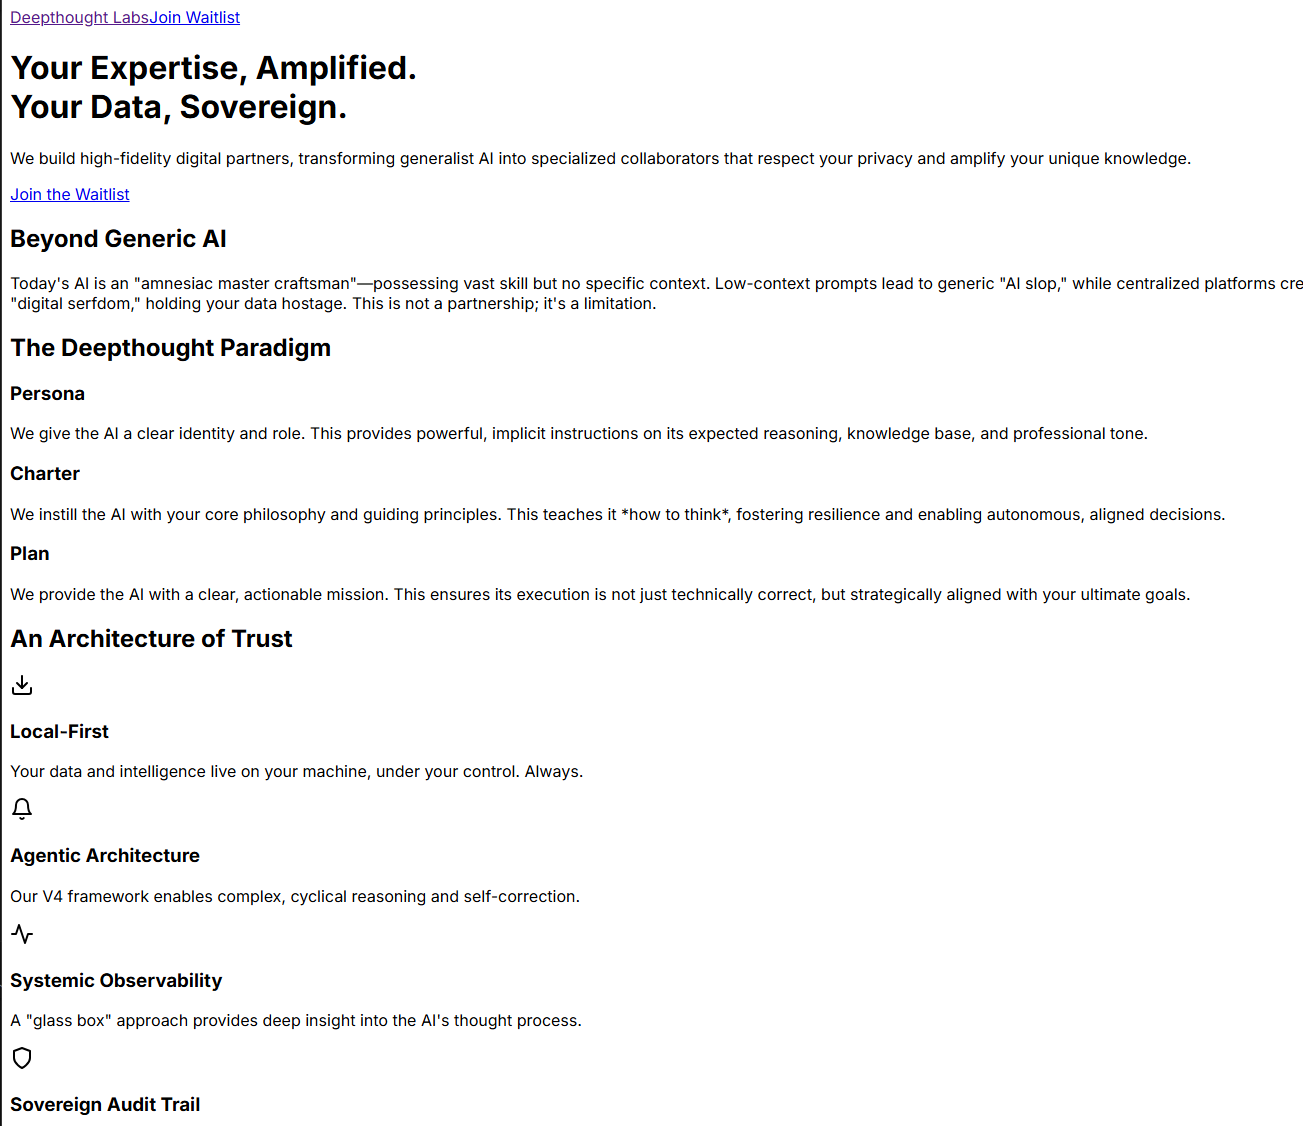 Deepthought LabsJoin Waitlist
Your Expertise, Amplified.
Your Data, Sovereign.
We build high-fidelity digital partners, transforming generalist AI into specialized collaborators that respect your privacy and amplify your unique knowledge.
Join the Waitlist
Beyond Generic AI
Today's AI is an "amnesiac master craftsman"—possessing vast skill but no specific context. Low-context prompts lead to generic "AI slop," while centralized platforms cre
"digital serfdom," holding your data hostage. This is not a partnership; it's a limitation.
The Deepthought Paradigm
Persona
We give the AI a clear identity and role. This provides powerful, implicit instructions on its expected reasoning, knowledge base, and professional tone.
Charter
We instill the AI with your core philosophy and guiding principles. This teaches it *how to think*, fostering resilience and enabling autonomous, aligned decisions.
Plan
We provide the AI with a clear, actionable mission. This ensures its execution is not just technically correct, but strategically aligned with your ultimate goals.
An Architecture of Trust
Local-First
Your data and intelligence live on your machine, under your control. Always.
Agentic Architecture
Our V4 framework enables complex, cyclical reasoning and self-correction.
Systemic Observability
A "glass box" approach provides deep insight into the AI's thought process.
Sovereign Audit Trail